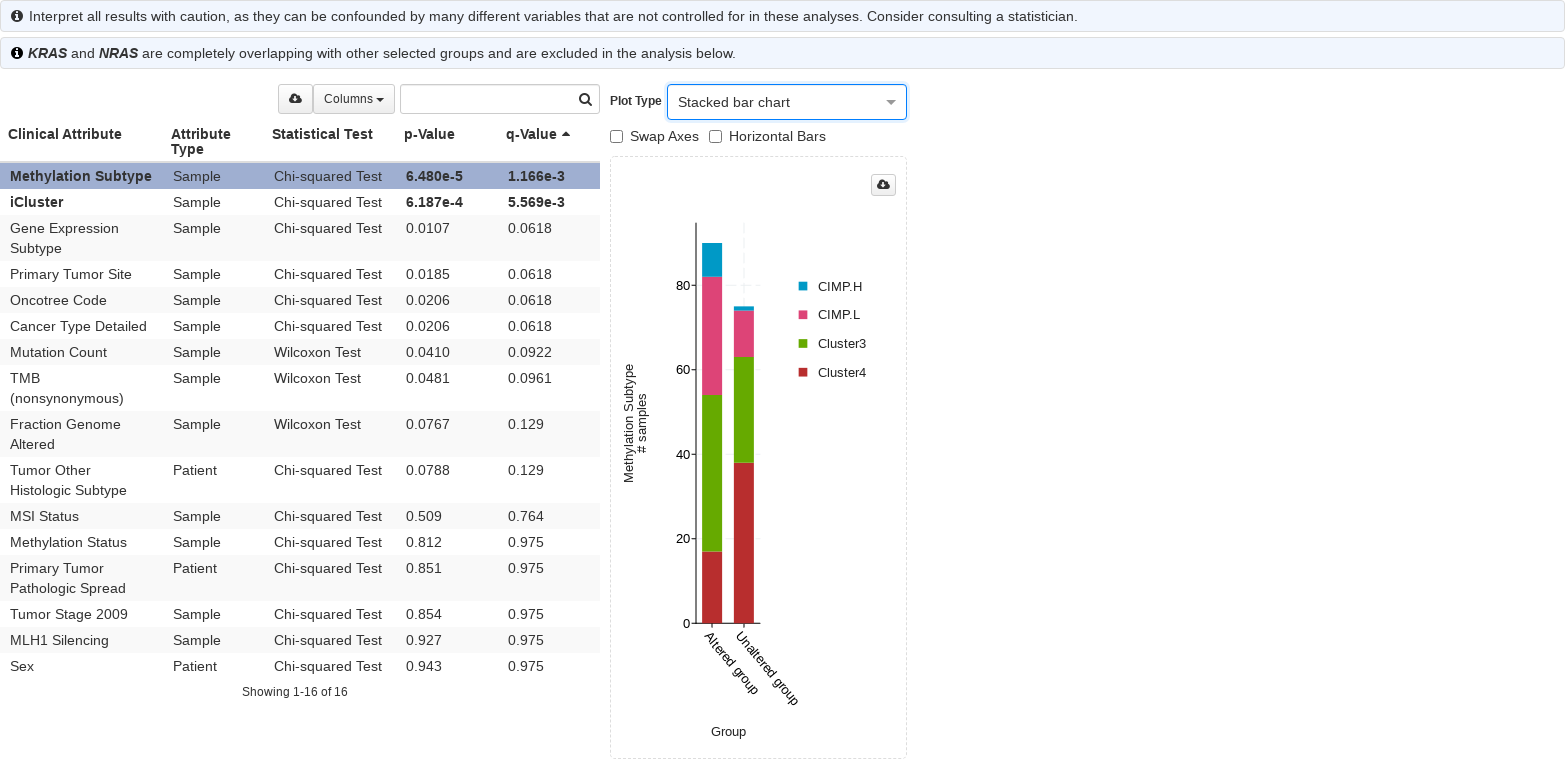 Interpret all results with caution, as they can be confounded by many different variables that are not controlled for in these analyses. Consider consulting a statistician.
KRAS and NRAS are completely overlapping with other selected groups and are excluded in the analysis below.
Columns
Plot Type Stacked bar chart
Swap Axes Horizontal Bars
Clinical Attribute Attribute Type Statistical Test p-Value q-Value
Methylation Subtype Sample Chi-squared Test 6.480e-5 1.166e-3
iCluster Sample Chi-squared Test 6.187e-4 5.569e-3
Gene Expression Subtype Sample Chi-squared Test 0.0107 0.0618
Primary Tumor Site Sample Chi-squared Test 0.0185 0.0618
Oncotree Code Sample Chi-squared Test 0.0206 0.0618
Cancer Type Detailed Sample Chi-squared Test 0.0206 0.0618
Mutation Count Sample Wilcoxon Test 0.0410 0.0922
TMB (nonsynonymous) Sample Wilcoxon Test 0.0481 0.0961
Fraction Genome Altered Sample Wilcoxon Test 0.0767 0.129
Tumor Other Histologic Subtype Patient Chi-squared Test 0.0788 0.129
MSI Status Sample Chi-squared Test 0.509 0.764
Methylation Status Sample Chi-squared Test 0.812 0.975
Primary Tumor Pathologic Spread Patient Chi-squared Test 0.851 0.975
Tumor Stage 2009 Sample Chi-squared Test 0.854 0.975
MLH1 Silencing Sample Chi-squared Test 0.927 0.975
Sex Patient Chi-squared Test 0.943 0.975
Showing 1-16 of 16
Methylation Subtype
# samples
80
60
40
20
0
CIMP.H
CIMP.L
Cluster3
Cluster4
Altered group
Unaltered group
Group